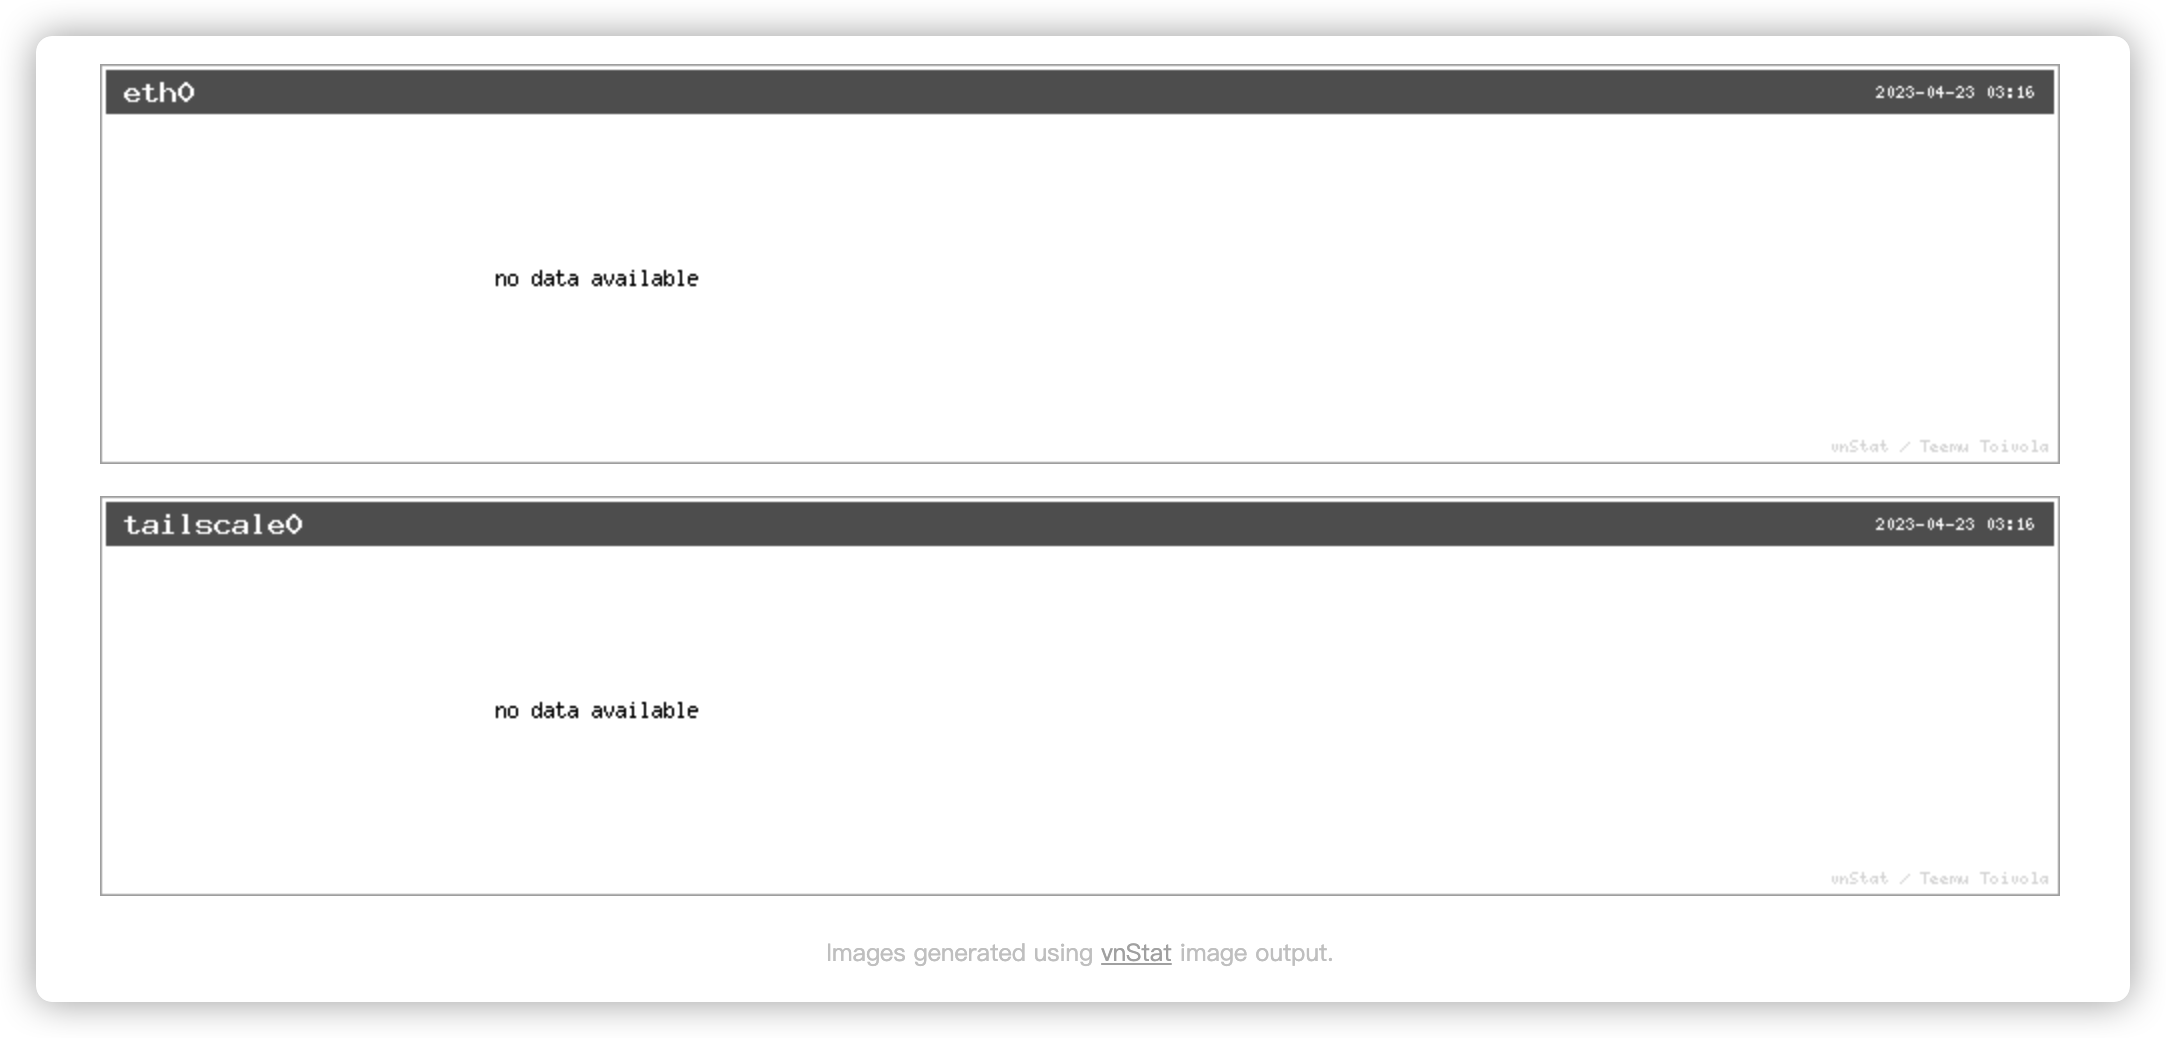 eth0
2023-04-23 03:16
no data available
vnStat / Teemu Toivola
tailscale0
2023-04-23 03:16
no data available
vnStat / Teemu Toivola
Images generated using vnStat image output.